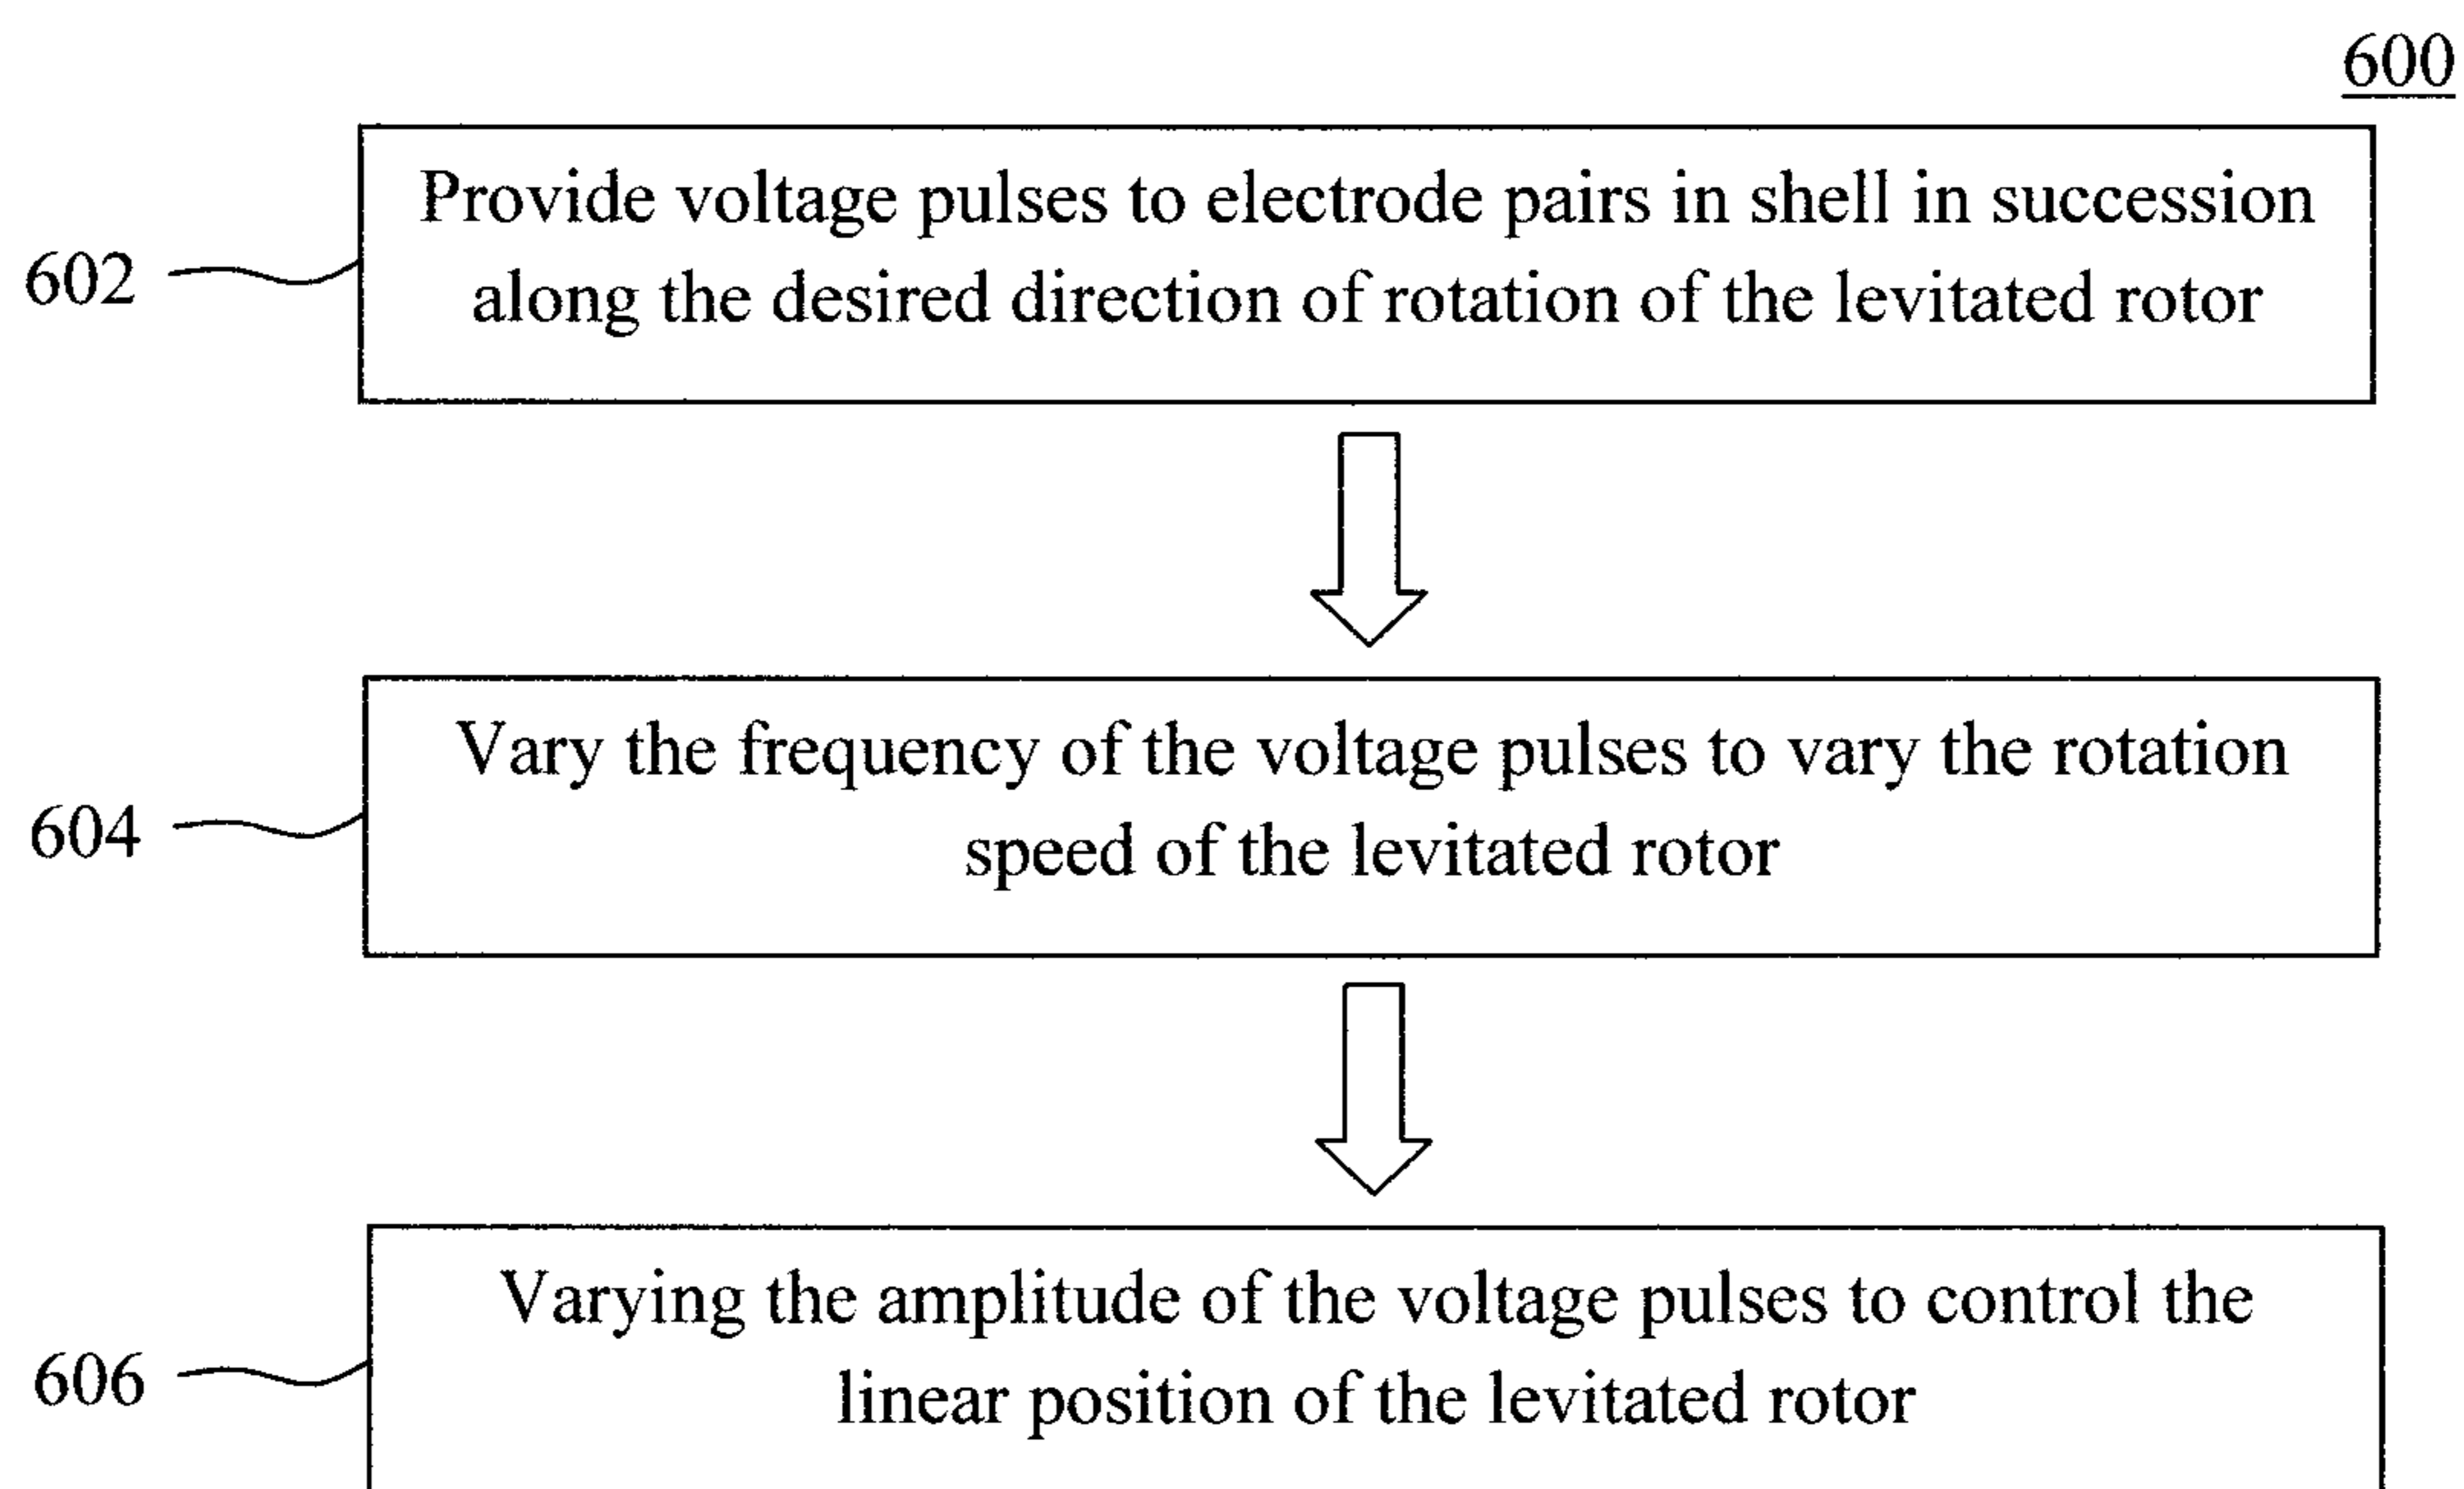 600
Provide voltage pulses to electrode pairs in shell in succession
along the desired direction of rotation of the levitated rotor
602
Vary the frequency of the voltage pulses to vary the rotation
speed of the levitated rotor
604
Varying the amplitude of the voltage pulses to control the
linear position of the levitated rotor
606